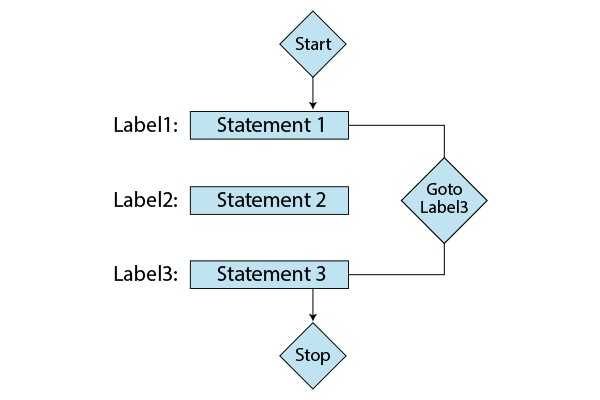 Start
Label1: Statement 1
Label2: Statement 2
Goto
Label3
Label3: Statement 3
Stop